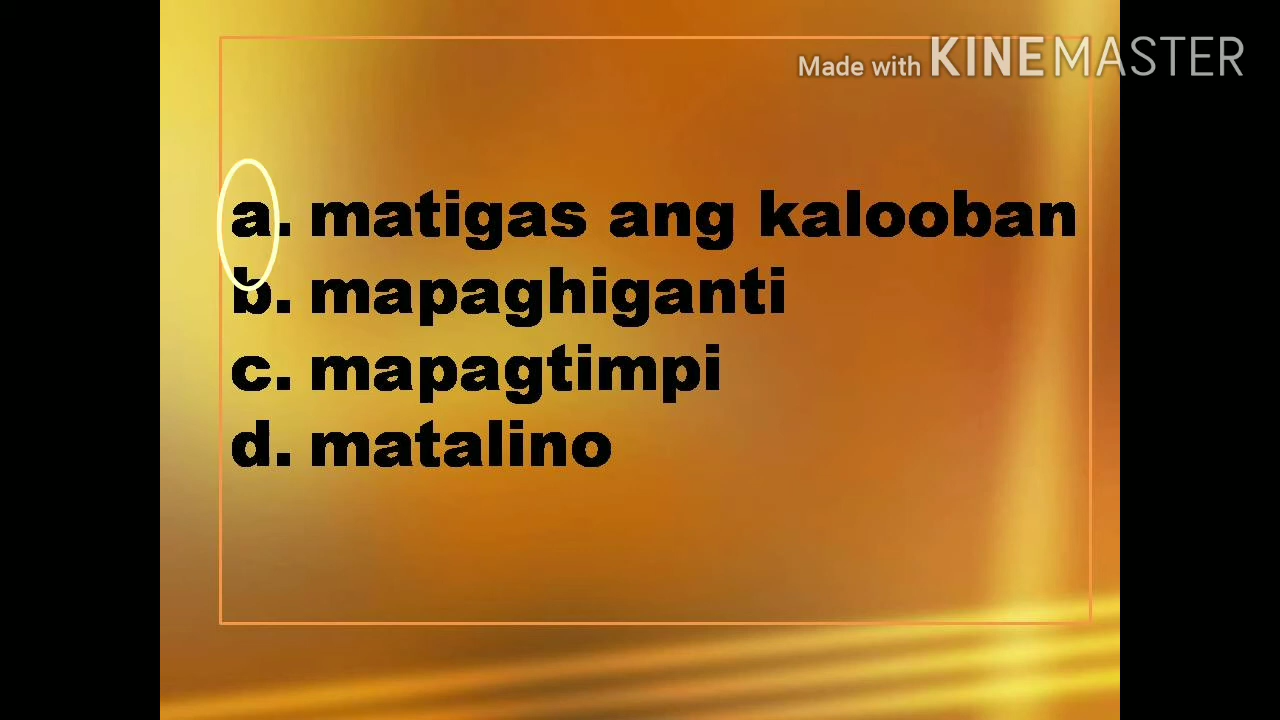 Made with KINEMASTER
a. matigas ang kalooban
b. mapaghiganti
c. mapagtimpi
d. matalino